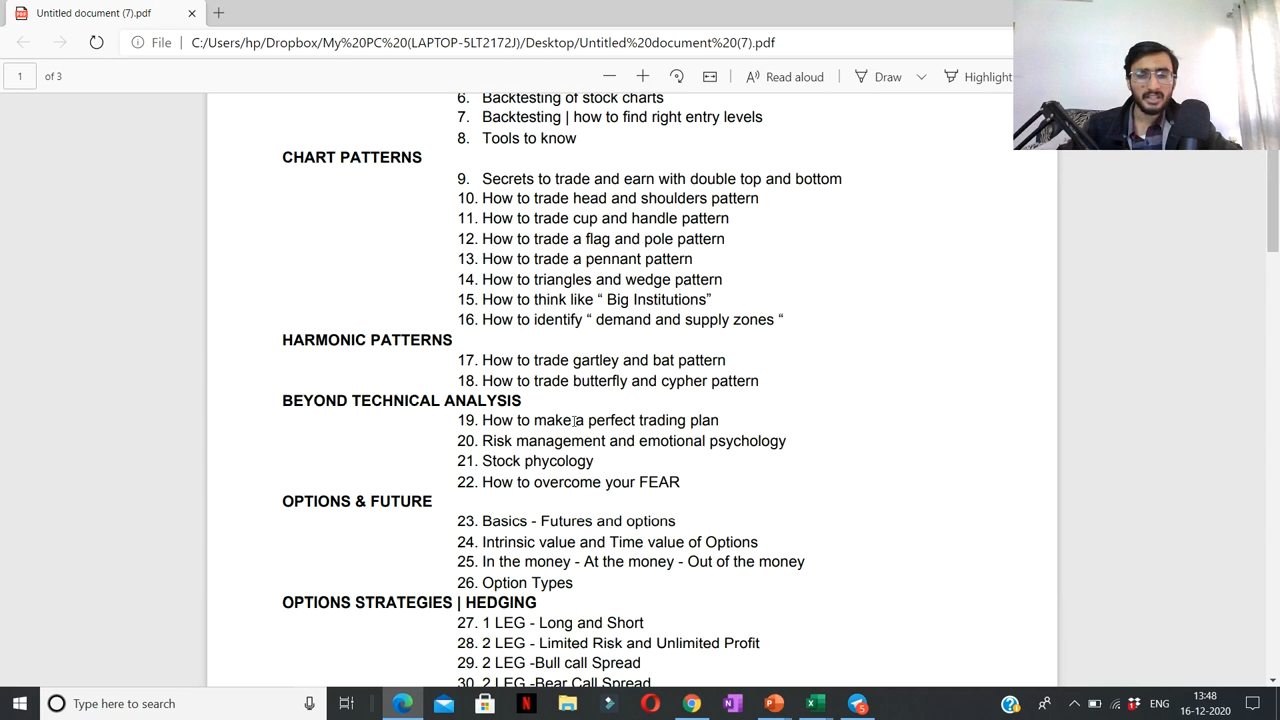 Untitled document (7).pdf
File | C:/Users/hp/Dropbox/My%20PC%20(LAPTOP-5LT2172J)/Desktop/Untitled%20document%20(7).pdf
1 of 3
Read aloud
Draw
Highlight
6. Backtesting of stock charts
7. Backtesting | how to find right entry levels
8. Tools to know
CHART PATTERNS
9. Secrets to trade and earn with double top and bottom
10. How to trade head and shoulders pattern
11. How to trade cup and handle pattern
12. How to trade a flag and pole pattern
13. How to trade a pennant pattern
14. How to triangles and wedge pattern
15. How to think like “ Big Institutions”
16. How to identify “ demand and supply zones “
HARMONIC PATTERNS
17. How to trade gartley and bat pattern
18. How to trade butterfly and cypher pattern
BEYOND TECHNICAL ANALYSIS
19. How to make a perfect trading plan
20. Risk management and emotional psychology
21. Stock phycology
22. How to overcome your FEAR
OPTIONS & FUTURE
23. Basics - Futures and options
24. Intrinsic value and Time value of Options
25. In the money - At the money - Out of the money
26. Option Types
OPTIONS STRATEGIES | HEDGING
27. 1 LEG - Long and Short
28. 2 LEG - Limited Risk and Unlimited Profit
29. 2 LEG -Bull call Spread
30. 2 LEG -Bear Call Spread
Type here to search
ENG
13:48
16-12-2020